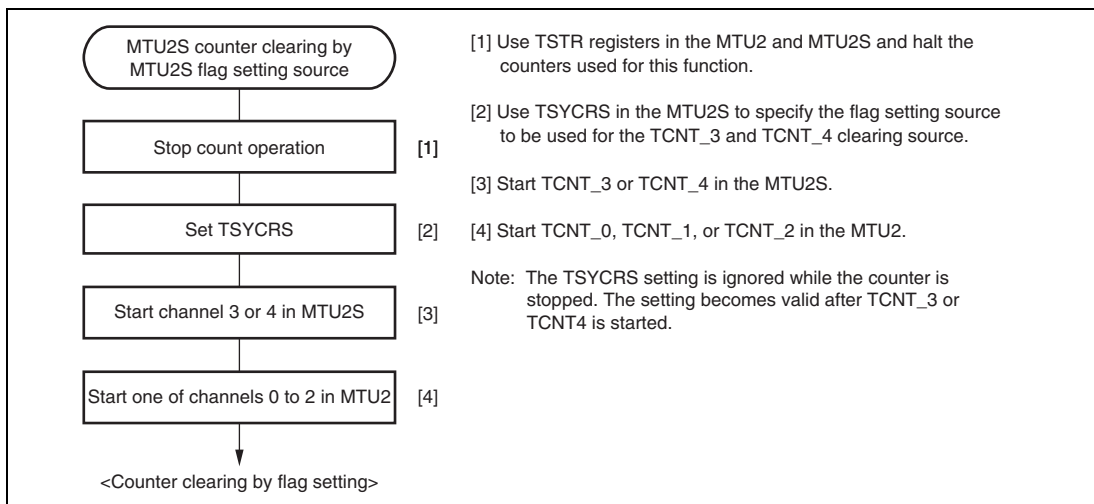 MTU2S counter clearing by
MTU2S flag setting source
Stop count operation
[1]
Set TSYCRS
[2]
Start channel 3 or 4 in MTU2S
[3]
Start one of channels 0 to 2 in MTU2
[4]
<Counter clearing by flag setting>
[1] Use TSTR registers in the MTU2 and MTU2S and halt the
counters used for this function.
[2] Use TSYCRS in the MTU2S to specify the flag setting source
to be used for the TCNT_3 and TCNT_4 clearing source.
[3] Start TCNT_3 or TCNT_4 in the MTU2S.
[4] Start TCNT_0, TCNT_1, or TCNT_2 in the MTU2.
Note: The TSYCRS setting is ignored while the counter is
stopped. The setting becomes valid after TCNT_3 or
TCNT4 is started.